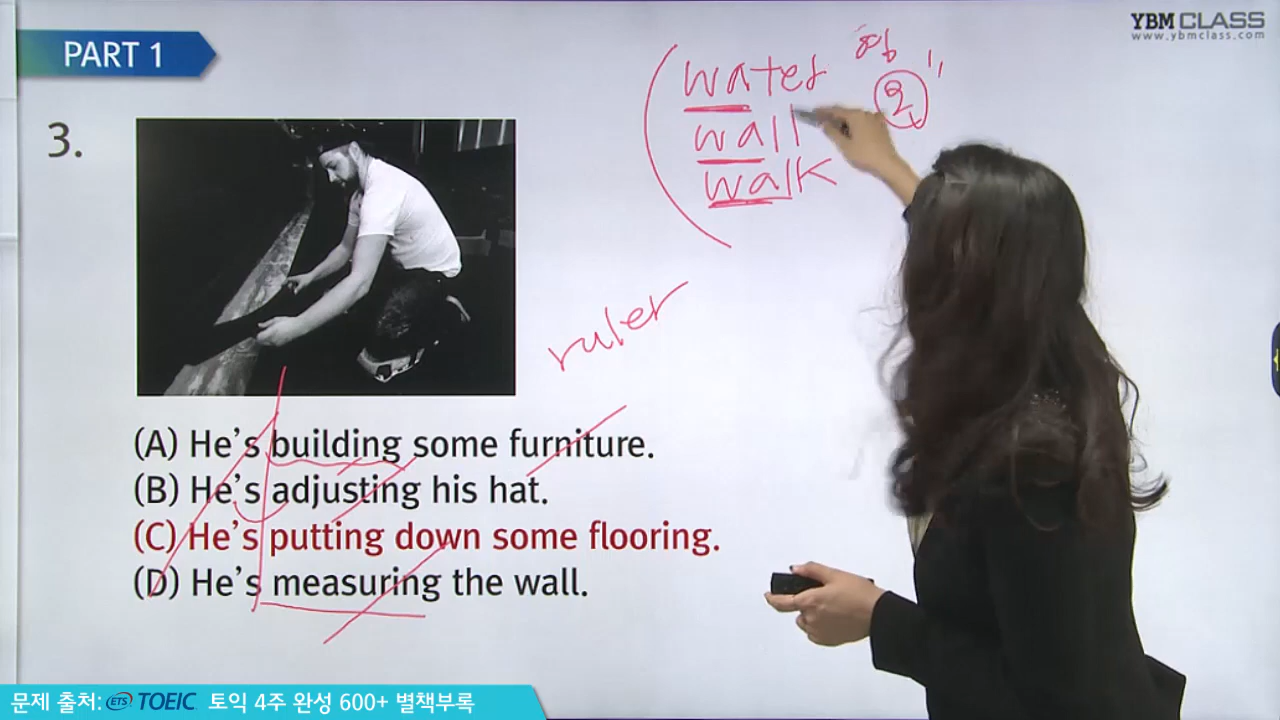 PART 1
YBM CLASS
www.ybmclass.com
3.
water
wall
walk
ruler
(A) He's building some furniture.
(B) He's adjusting his hat.
(C) He's putting down some flooring.
(D) He's measuring the wall.
문제 출처: ETS TOEIC 토익 4주 완성 600+ 별책부록